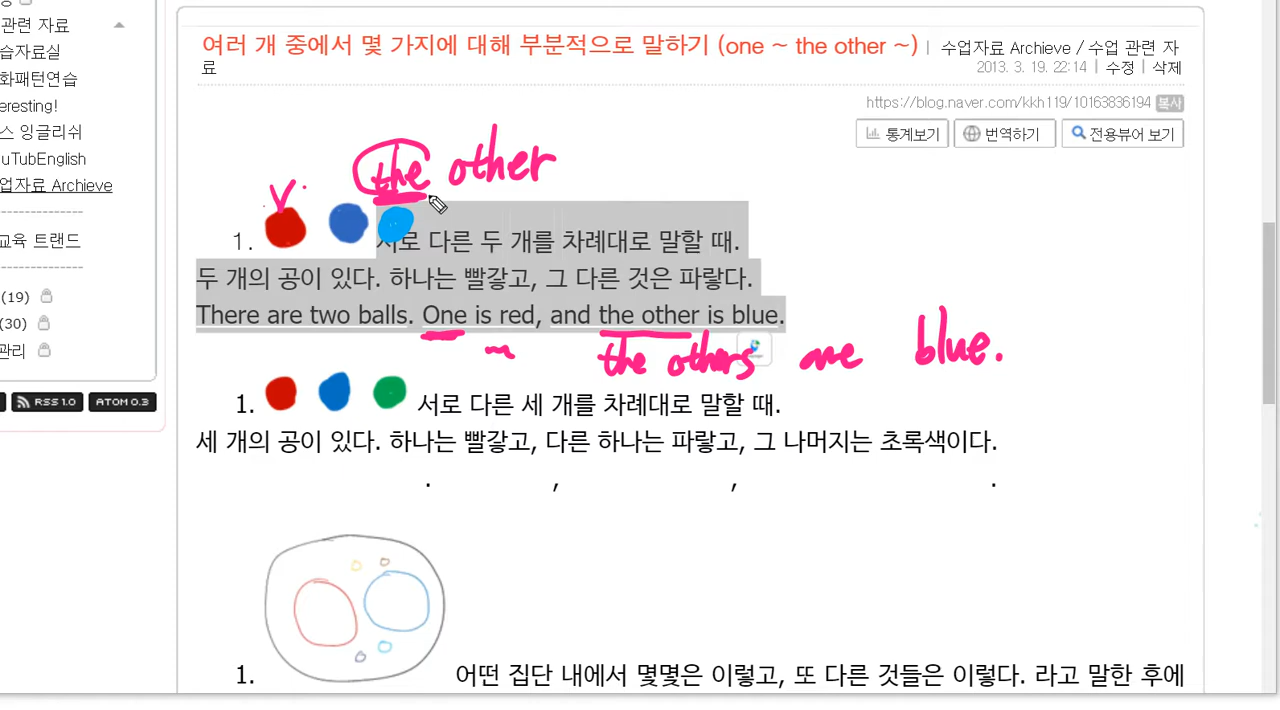 관련 자료
습자료실
화패턴연습
eresting!
스 잉글리쉬
uTubEnglish
업자료 Archieve
교육 트랜드
(19)
(30)
관리
RSS 1.0 ATOM 0.3
여러 개 중에서 몇 가지에 대해 부분적으로 말하기 (one ~ the other ~) | 수업자료 Archieve / 수업 관련 자
료 2013. 3. 19. 22:14 | 수정 | 삭제
https://blog.naver.com/kkh119/10163836194 복사
통계보기 번역하기 전용뷰어 보기
the other
1. 서로 다른 두 개를 차례대로 말할 때.
두 개의 공이 있다. 하나는 빨갛고, 그 다른 것은 파랗다.
There are two balls. One is red, and the other is blue.
~ the others are blue.
1. 서로 다른 세 개를 차례대로 말할 때.
세 개의 공이 있다. 하나는 빨갛고, 다른 하나는 파랗고, 그 나머지는 초록색이다.
. , , .
1. 어떤 집단 내에서 몇몇은 이렇고, 또 다른 것들은 이렇다. 라고 말한 후에